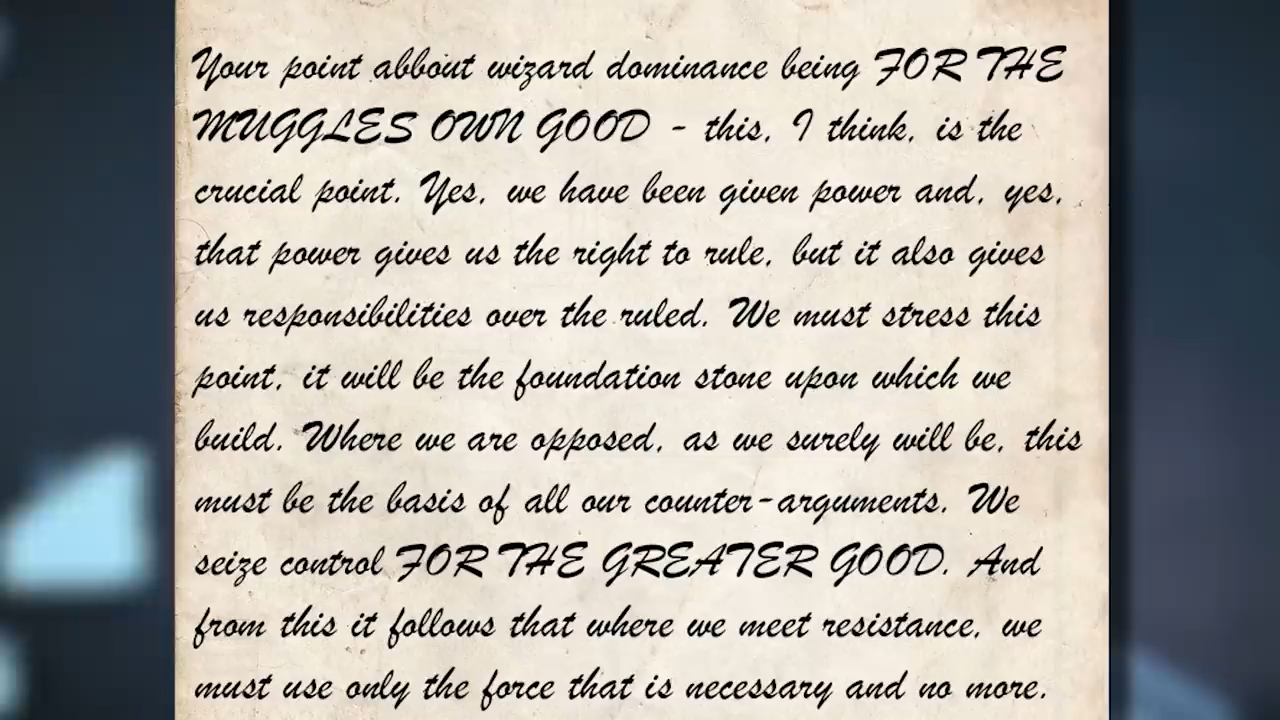 Your point abbout wizard dominance being FOR THE
MUGGLES OWN GOOD - this, I think, is the
crucial point. Yes, we have been given power and, yes,
that power gives us the right to rule, but it also gives
us responsibilities over the ruled. We must stress this
point, it will be the foundation stone upon which we
build. Where we are opposed, as we surely will be, this
must be the basis of all our counter-arguments. We
seize control FOR THE GREATER GOOD. And
from this it follows that where we meet resistance, we
must use only the force that is necessary and no more.